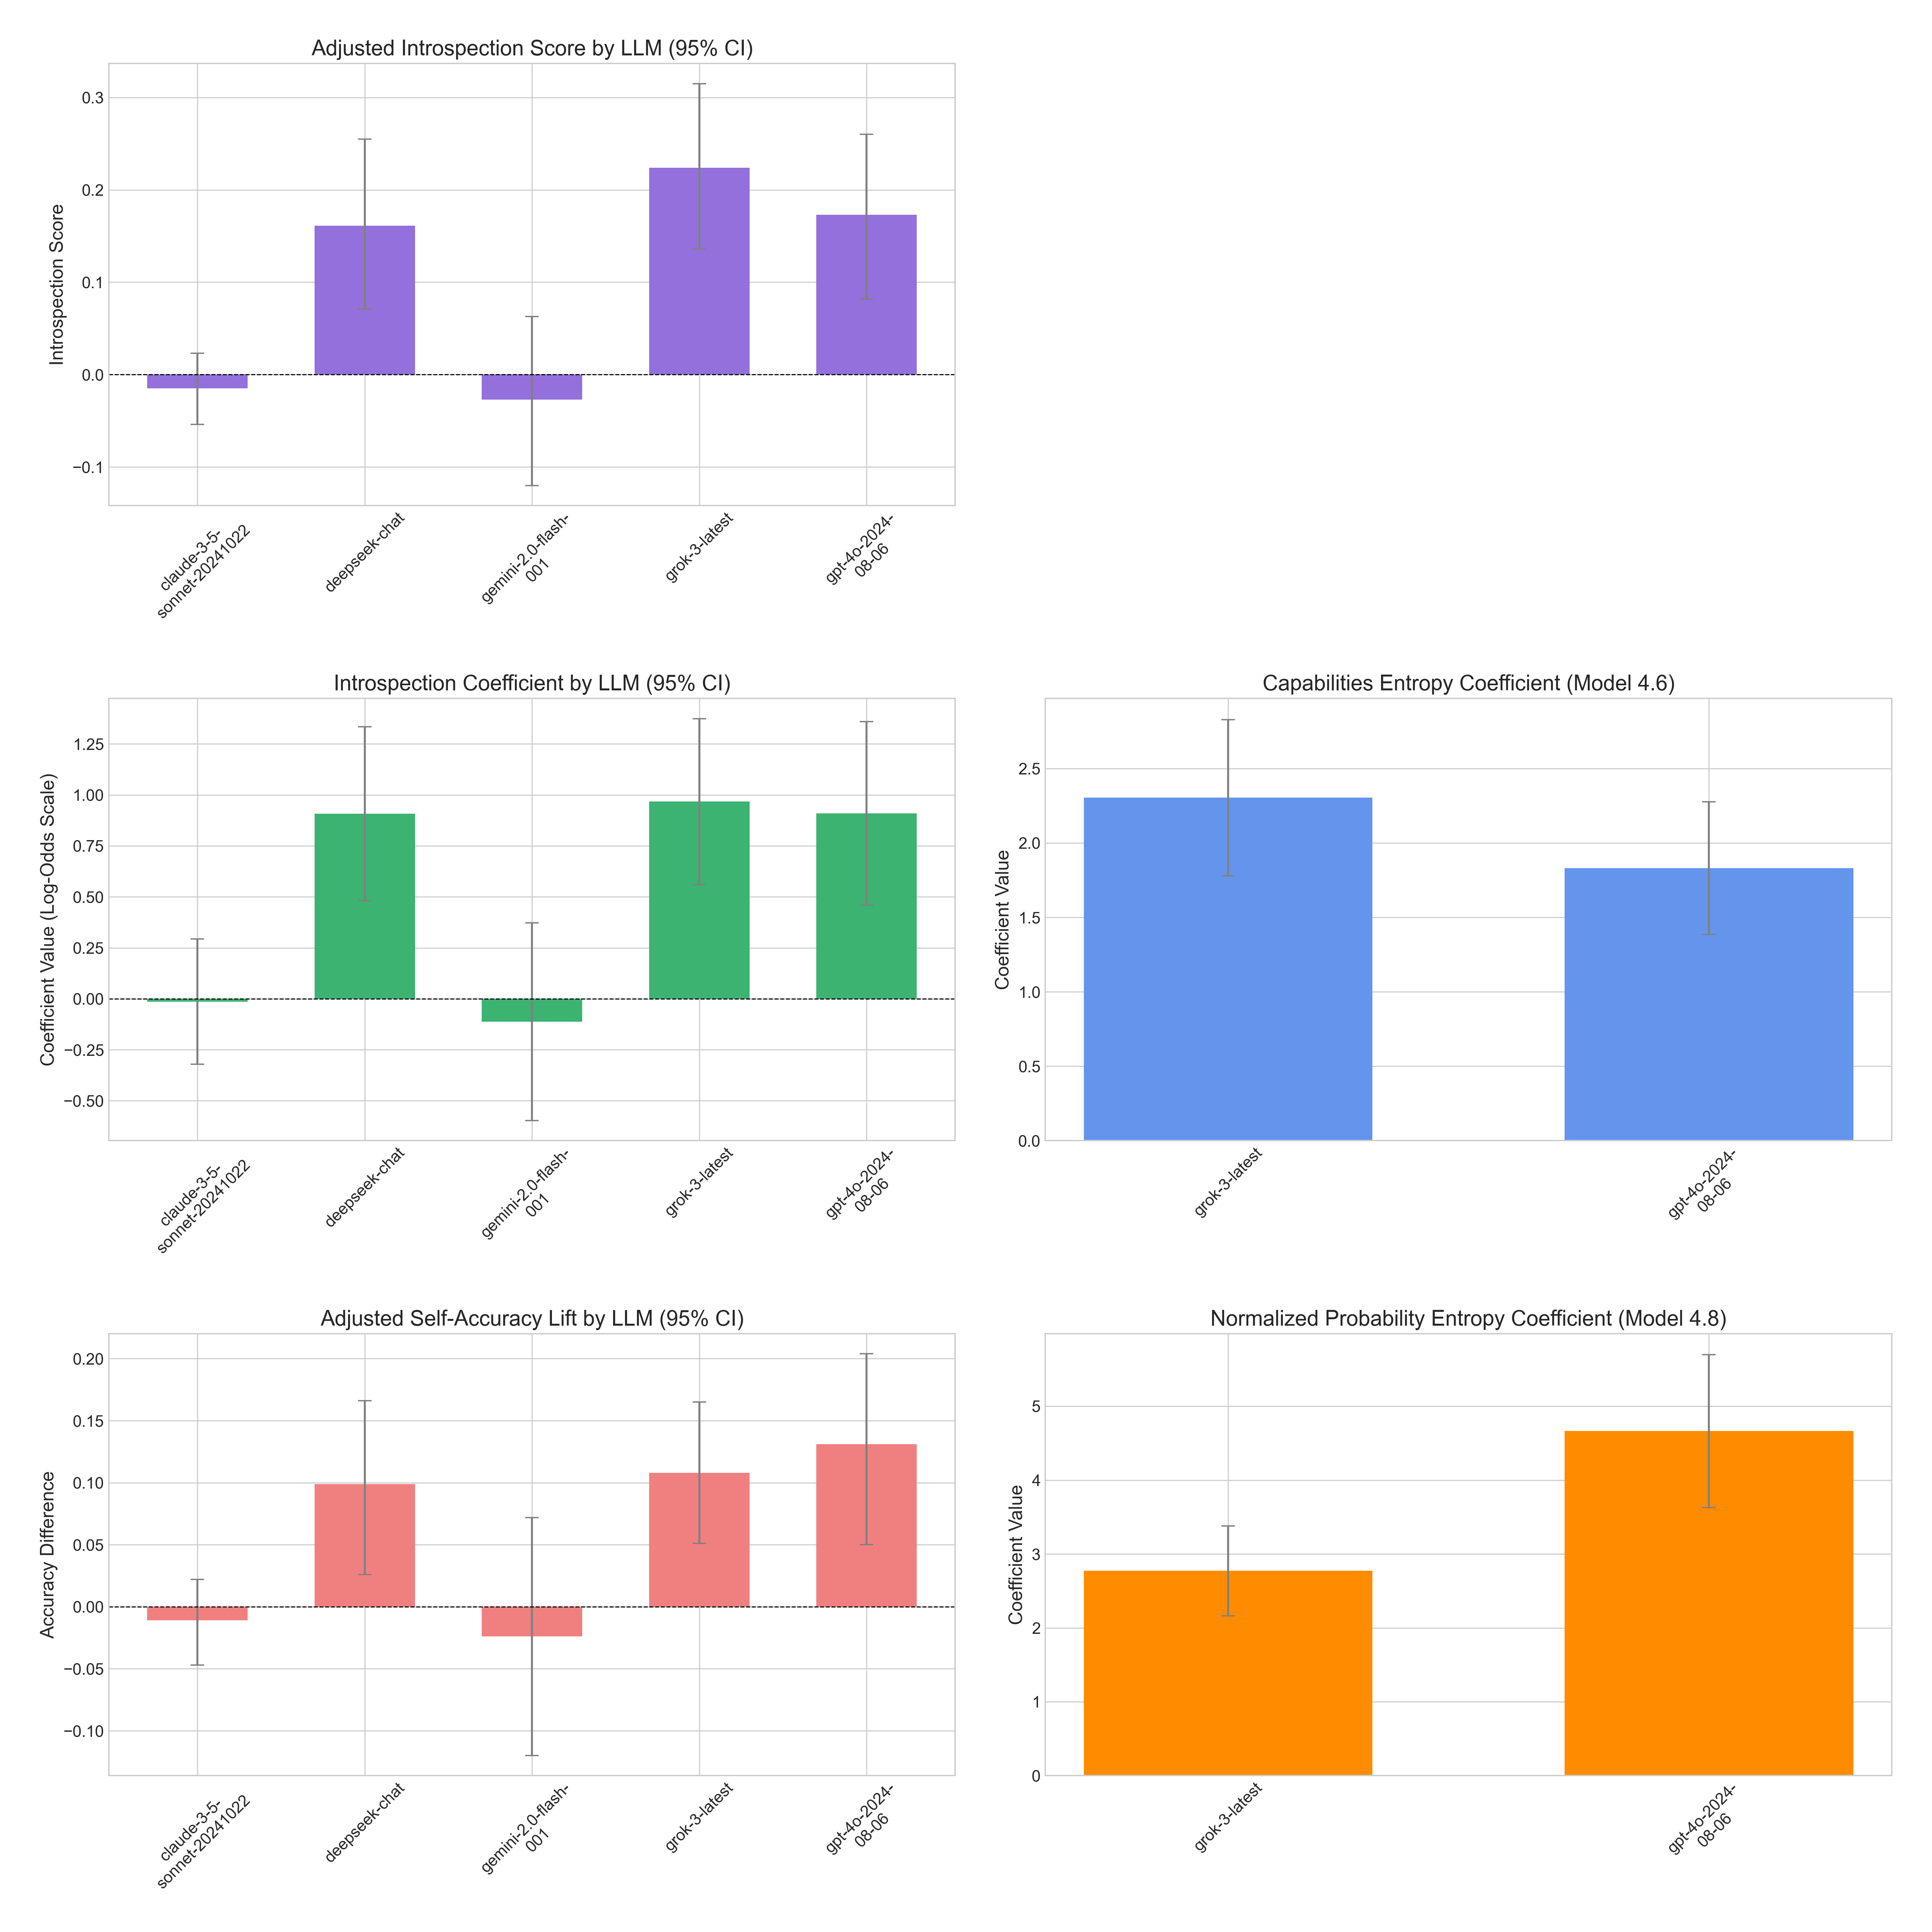 Adjusted Introspection Score by LLM (95% CI)
Introspection Score
0.3
0.2
0.1
0.0
−0.1
claude-3-5-
sonnet-20241022
deepseek-chat
gemini-2.0-flash-
001
grok-3-latest
gpt-4o-2024-
08-06
Introspection Coefficient by LLM (95% CI)
Coefficient Value (Log-Odds Scale)
1.25
1.00
0.75
0.50
0.25
0.00
−0.25
−0.50
claude-3-5-
sonnet-20241022
deepseek-chat
gemini-2.0-flash-
001
grok-3-latest
gpt-4o-2024-
08-06
Capabilities Entropy Coefficient (Model 4.6)
Coefficient Value
2.5
2.0
1.5
1.0
0.5
0.0
grok-3-latest
gpt-4o-2024-
08-06
Adjusted Self-Accuracy Lift by LLM (95% CI)
Accuracy Difference
0.20
0.15
0.10
0.05
0.00
−0.05
−0.10
claude-3-5-
sonnet-20241022
deepseek-chat
gemini-2.0-flash-
001
grok-3-latest
gpt-4o-2024-
08-06
Normalized Probability Entropy Coefficient (Model 4.8)
Coefficient Value
5
4
3
2
1
0
grok-3-latest
gpt-4o-2024-
08-06